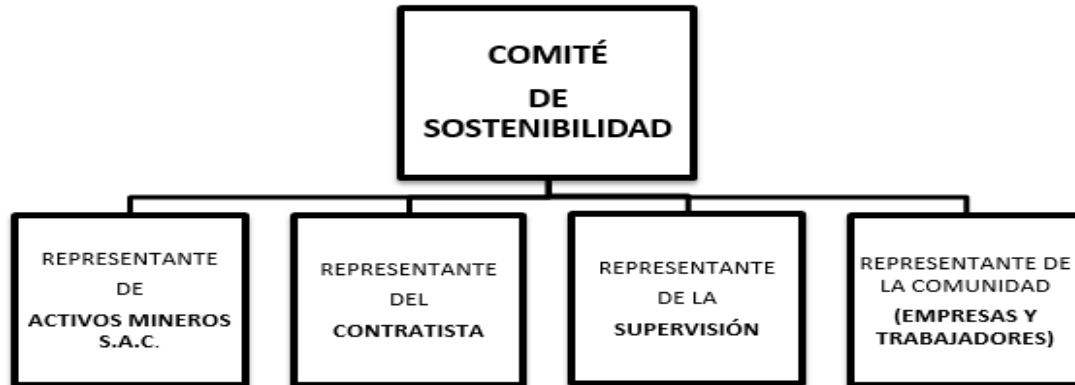 COMITÉ
DE
SOSTENIBILIDAD
REPRESENTANTE
DE
ACTIVOS MINEROS
S.A.C.
REPRESENTANTE
DEL
CONTRATISTA
REPRESENTANTE
DE LA
SUPERVISIÓN
REPRESENTANTE DE
LA COMUNIDAD
(EMPRESAS Y
TRABAJADORES)